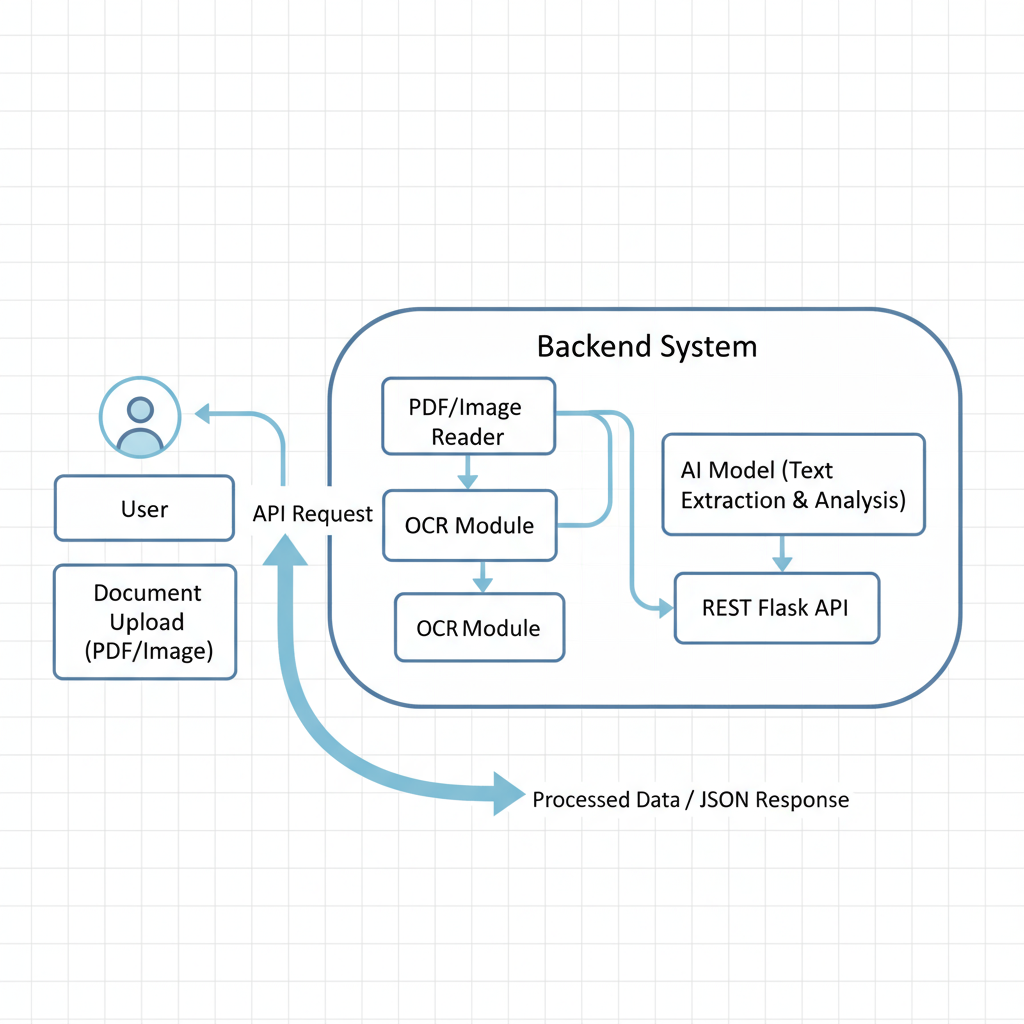 Backend System
PDF/Image
Reader
OCR Module
OCR Module
AI Model (Text
Extraction & Analysis)
REST Flask API
User
Document
Upload
(PDF/Image)
API Request
Processed Data / JSON Response